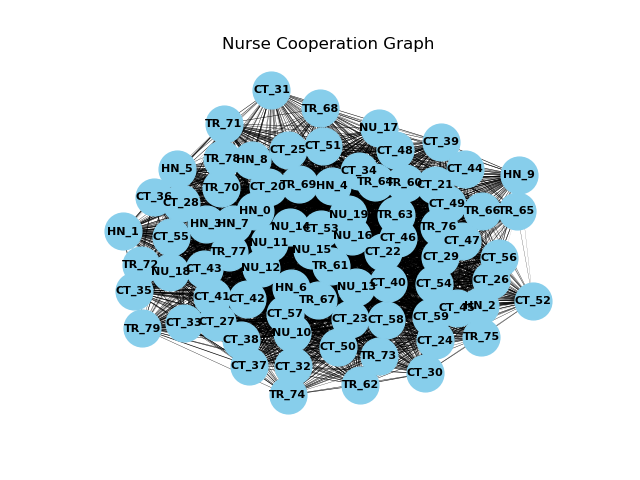 Nurse Cooperation Graph
CT_31
TR_68
TR_71
NU_17
CT_39
CT_51
CT_25
CT_48
TR_78
HN_8
HN_5
CT_34
CT_44
HN_9
TR_64
TR_60
CT_21
TR_69
HN_4
CT_20
TR_70
CT_36
CT_28
CT_49
TR_66
TR_65
HN_0
NU_19
TR_63
HN_3
HN_7
NU_14
CT_53
TR_76
HN_1
CT_55
NU_16
CT_46
CT_47
NU_11
NU_15
TR_77
CT_22
CT_29
CT_56
TR_72
TR_61
NU_12
CT_43
NU_18
CT_26
CT_40
CT_54
HN_6
NU_13
CT_35
CT_41
CT_42
TR_67
CT_52
HN_2
CT_45
CT_57
CT_59
CT_23
CT_58
CT_27
CT_33
TR_79
NU_10
TR_75
CT_38
CT_24
CT_50
TR_73
CT_37
CT_32
CT_30
TR_62
TR_74